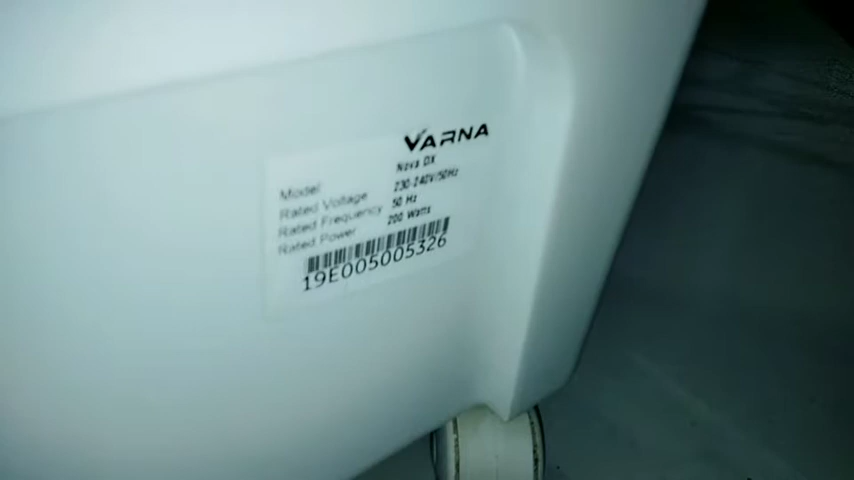 VARNA
Model Nova DX
Rated Voltage 230-240V/50Hz
Rated Frequency 50 Hz
Rated Power 200 Watts
19E005005326